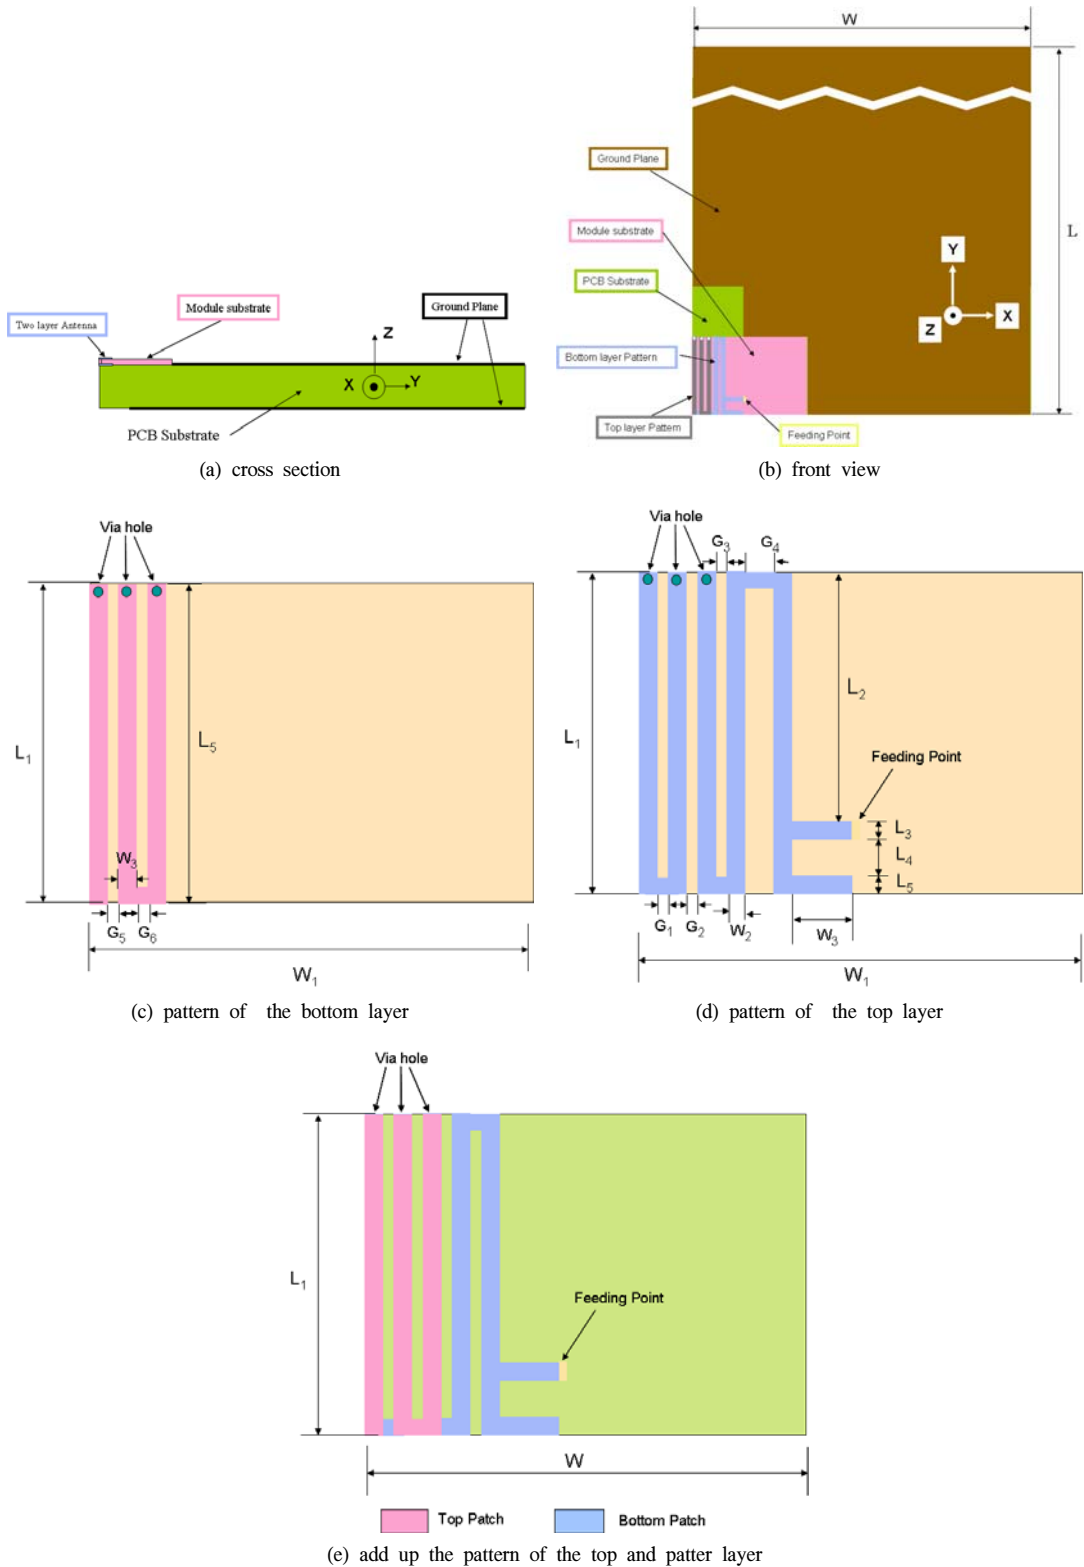 Module substrate
Two layer Antenna
Ground Plane
Z
X
Y
PCB Substrate
(a) cross section
W
Ground Plane
L
Module substrate
Y
PCB Substrate
X
Z
Bottom layer Pattern
Top layer Pattern
Feeding Point
(b) front view
Via hole
L1
L5
W3
G5
G6
W1
(c) pattern of the bottom layer
Via hole
G3
G4
L2
L1
Feeding Point
L3
L4
L5
G1
G2
W2
W3
W1
(d) pattern of the top layer
Via hole
L1
Feeding Point
W
Top Patch
Bottom Patch
(e) add up the pattern of the top and patter layer